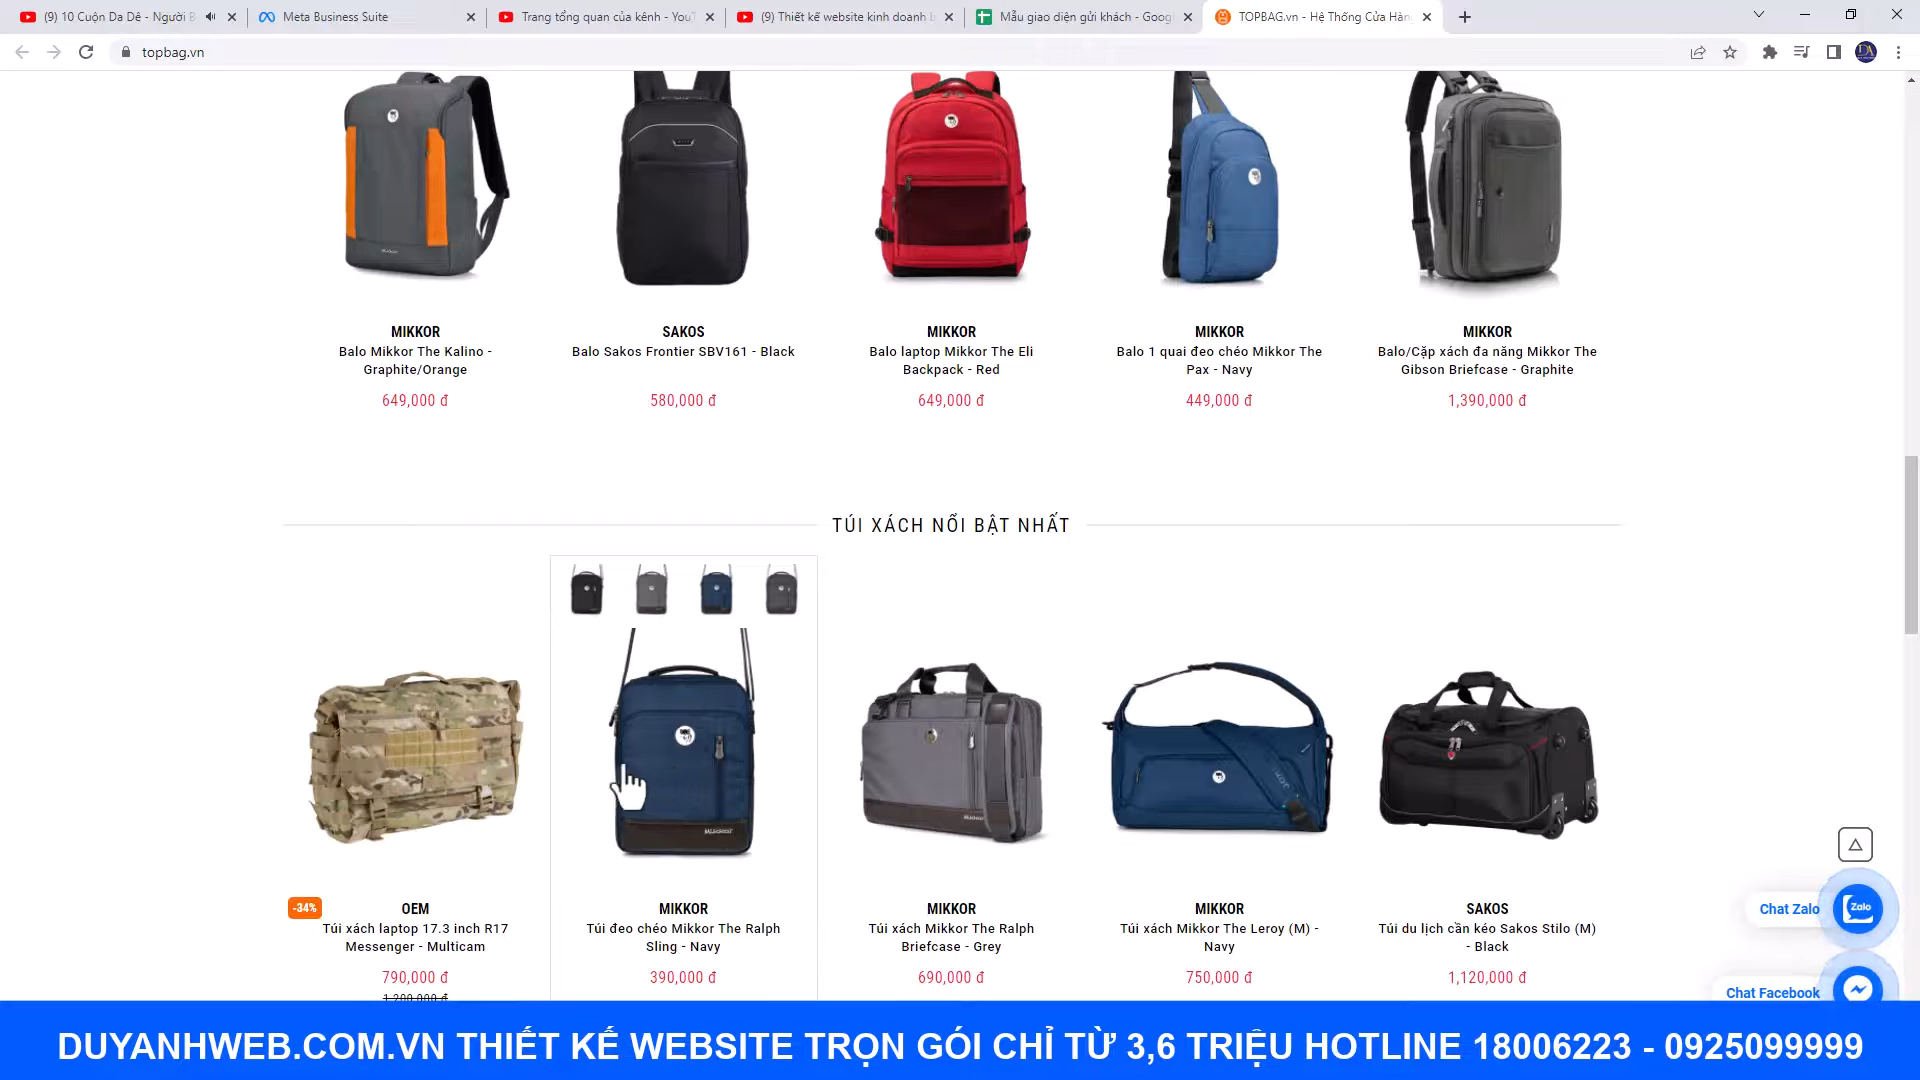 (9) 10 Cuộn Da Dê - Người B
Meta Business Suite
Trang tổng quan của kênh - YouT
(9) Thiết kế website kinh doanh b
Mẫu giao diện gửi khách - Googl
TOPBAG.vn - Hệ Thống Cửa Hàn
topbag.vn
MIKKOR
Balo Mikkor The Kalino -
Graphite/Orange
649,000 đ
SAKOS
Balo Sakos Frontier SBV161 - Black
580,000 đ
MIKKOR
Balo laptop Mikkor The Eli
Backpack - Red
649,000 đ
MIKKOR
Balo 1 quai đeo chéo Mikkor The
Pax - Navy
449,000 đ
MIKKOR
Balo/Cặp xách đa năng Mikkor The
Gibson Briefcase - Graphite
1,390,000 đ
TÚI XÁCH NỔI BẬT NHẤT
-34%
OEM
Túi xách laptop 17.3 inch R17
Messenger - Multicam
790,000 đ
1,200,000 đ
MIKKOR
Túi đeo chéo Mikkor The Ralph
Sling - Navy
390,000 đ
MIKKOR
Túi xách Mikkor The Ralph
Briefcase - Grey
690,000 đ
MIKKOR
Túi xách Mikkor The Leroy (M) -
Navy
750,000 đ
SAKOS
Túi du lịch cần kéo Sakos Stilo (M)
- Black
1,120,000 đ
Chat Zalo
Zalo
Chat Facebook
DUYANHWEB.COM.VN THIẾT KẾ WEBSITE TRỌN GÓI CHỈ TỪ 3,6 TRIỆU HOTLINE 18006223 - 0925099999